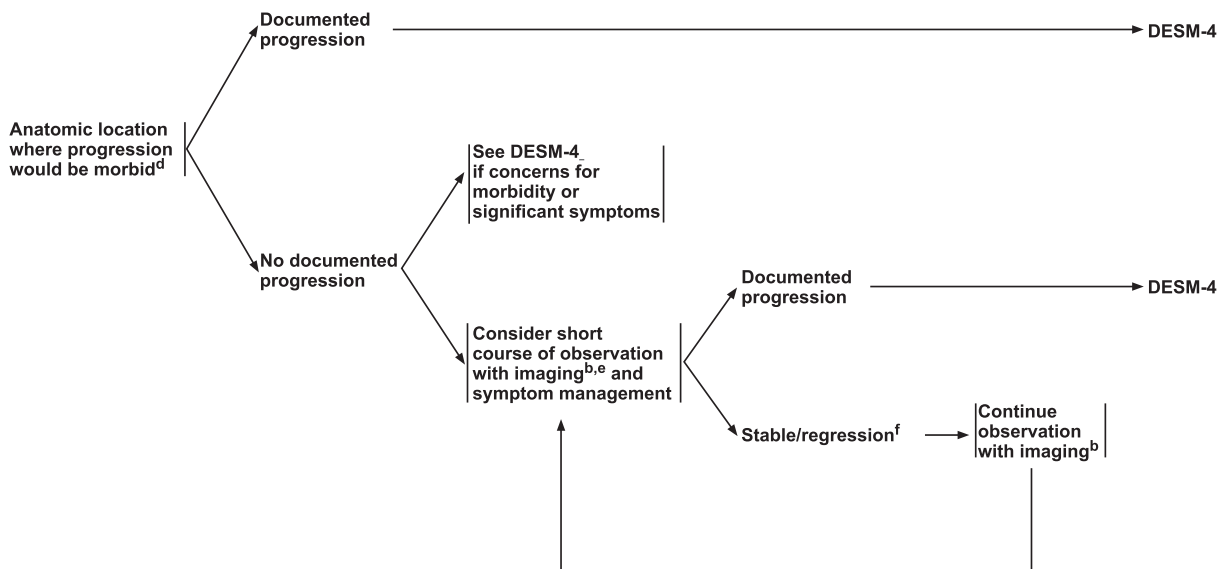 Documented
progression
DESM-4
Anatomic location
where progression
would be morbidᵈ
See DESM-4
if concerns for
morbidity or
significant symptoms
No documented
progression
Documented
progression
DESM-4
Consider short
course of observation
with imagingᵇ,ᵉ and
symptom management
Stable/regressionᶠ
Continue
observation
with imagingᵇ